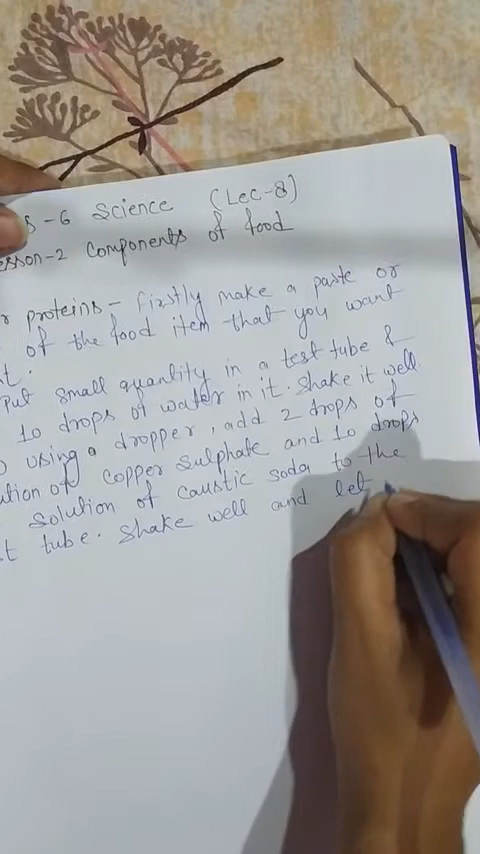 -6 Science (Lec-8)
esson-2 Components of food
r proteins - Firstly make a paste or
of the food item that you want
t.
Put small quantity in a test tube &
10 drops of water in it. Shake it well.
using a dropper, add 2 drops of
ution of copper sulphate and 10 drops
solution of caustic soda to the
st tube. Shake well and let